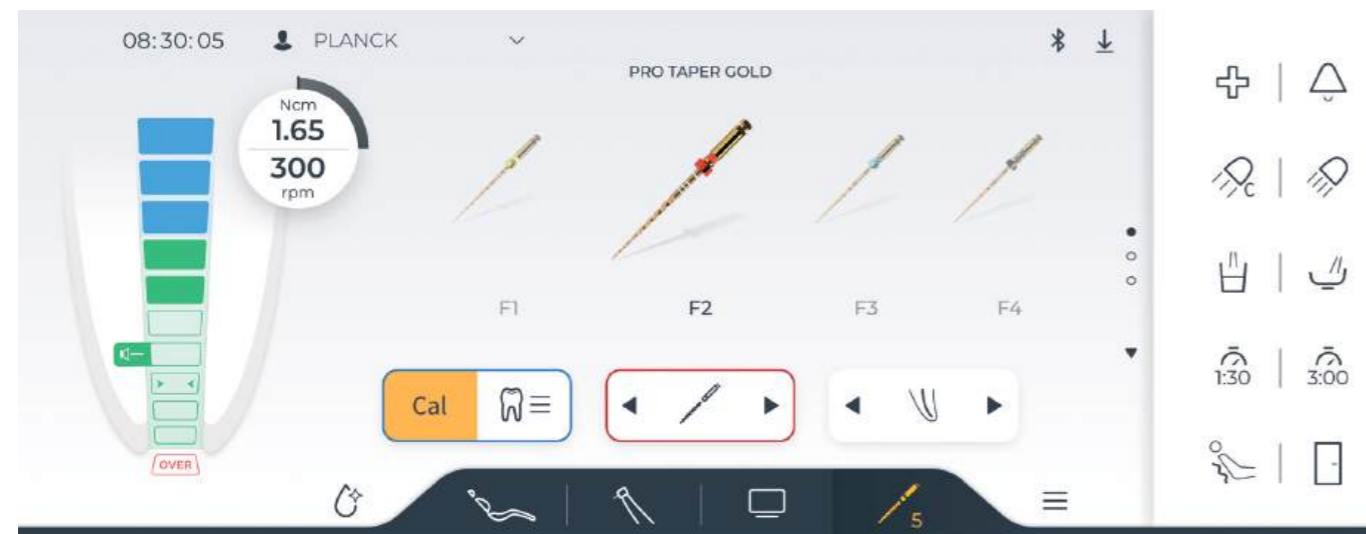 08:30:05
PLANCK
PRO TAPER GOLD
Ncm
1.65
300
rpm
C
F1
F2
F3
F4
1:30
3:00
Cal
OVER
5